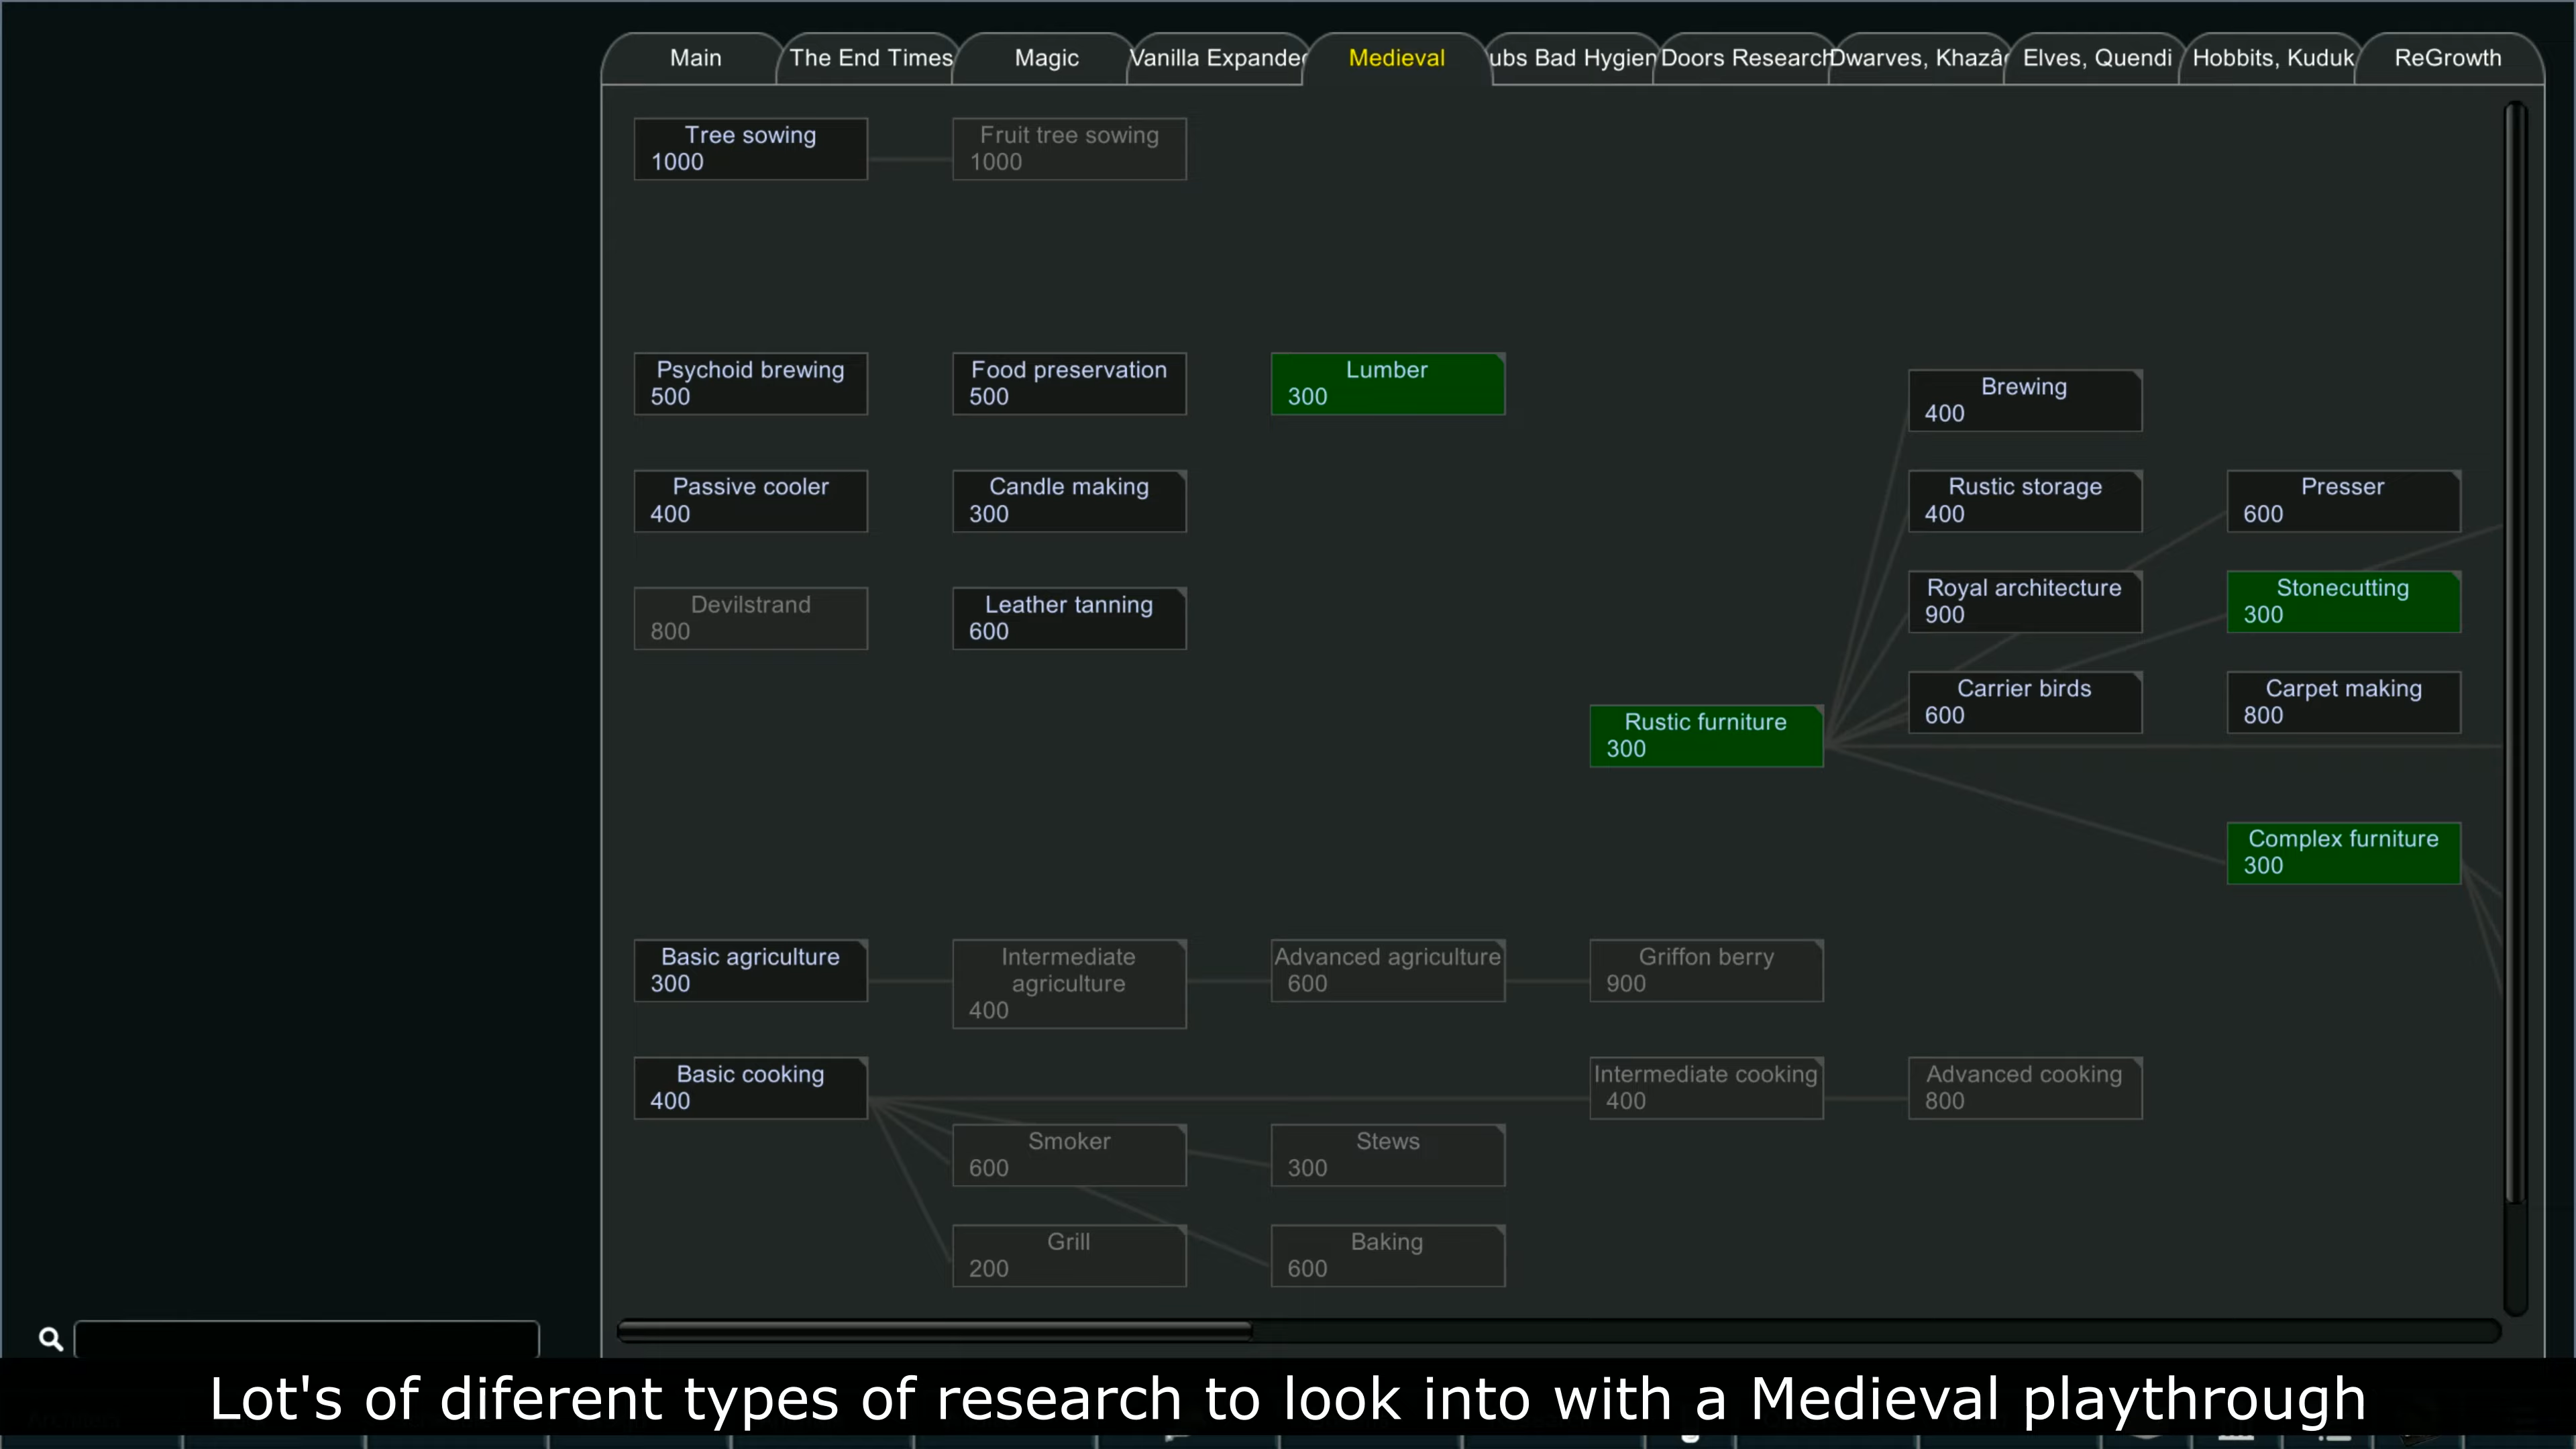 Main
The End Times
Magic
Vanilla Expanded
Medieval
ubs Bad Hygien
Doors Research
Dwarves, Khazâ
Elves, Quendi
Hobbits, Kuduk
ReGrowth
Tree sowing
1000
Fruit tree sowing
1000
Psychoid brewing
500
Food preservation
500
Lumber
300
Brewing
400
Passive cooler
400
Candle making
300
Rustic storage
400
Presser
600
Devilstrand
800
Leather tanning
600
Royal architecture
900
Stonecutting
300
Carrier birds
600
Carpet making
800
Rustic furniture
300
Complex furniture
300
Basic agriculture
300
Intermediate
agriculture
400
Advanced agriculture
600
Griffon berry
900
Basic cooking
400
Intermediate cooking
400
Advanced cooking
800
Smoker
600
Stews
300
Grill
200
Baking
600
Lot's of diferent types of research to look into with a Medieval playthrough